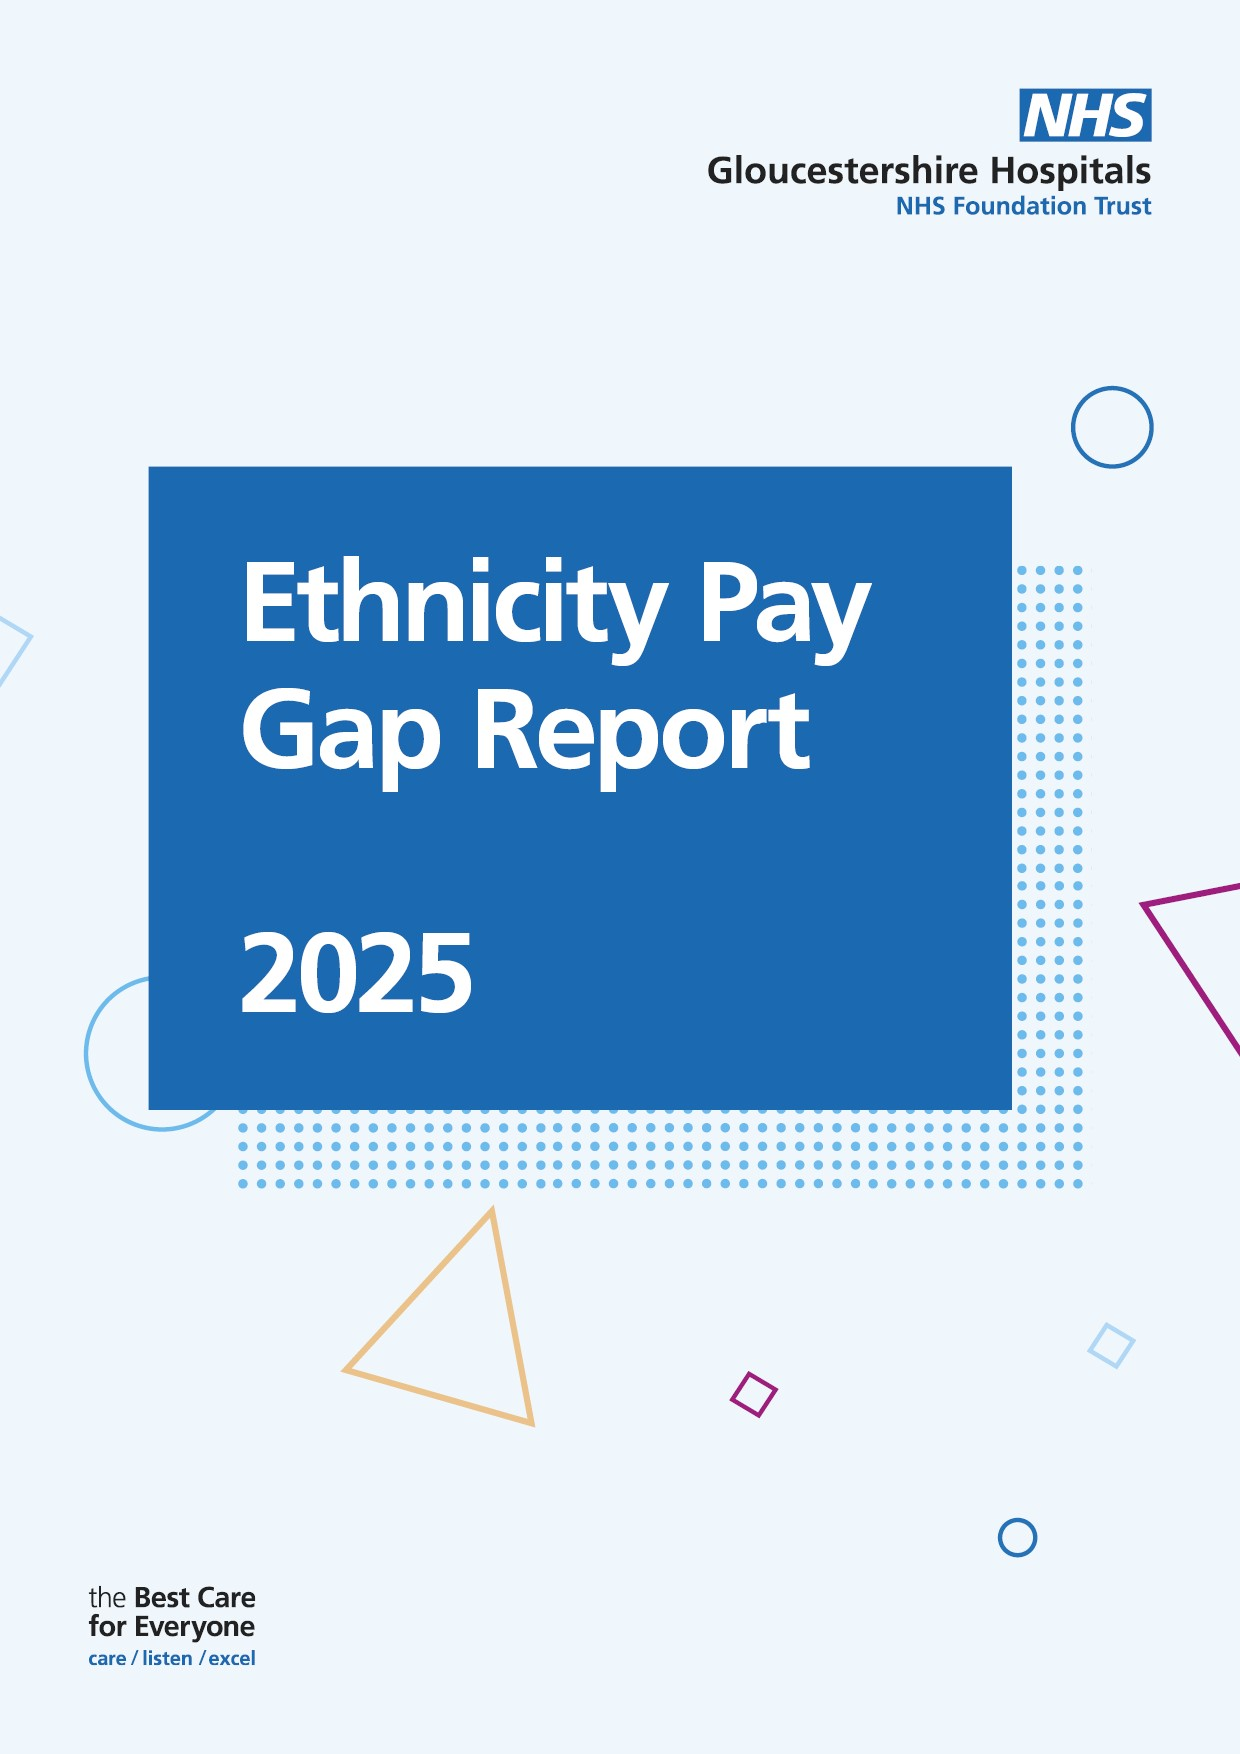 NHS
Gloucestershire Hospitals
NHS Foundation Trust
Ethnicity Pay
Gap Report
2025
the Best Care
for Everyone
care / listen / excel